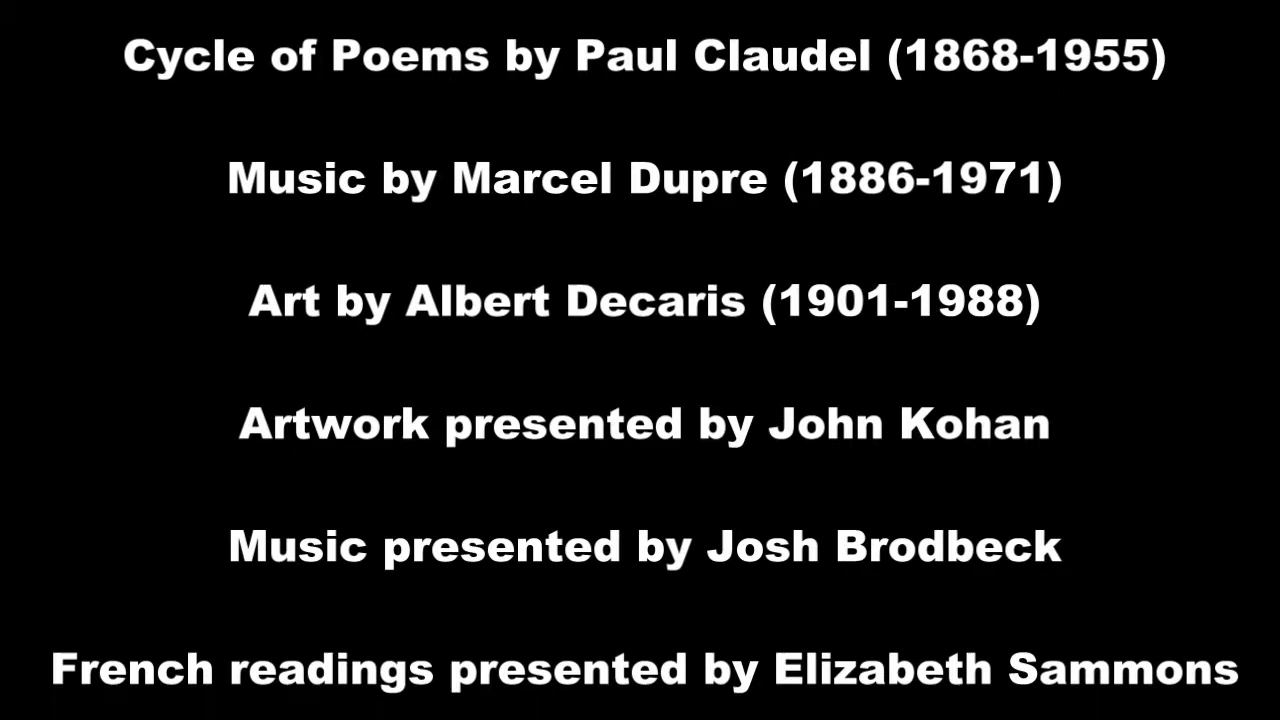 Cycle of Poems by Paul Claudel (1868-1955)
Music by Marcel Dupre (1886-1971)
Art by Albert Decaris (1901-1988)
Artwork presented by John Kohan
Music presented by Josh Brodbeck
French readings presented by Elizabeth Sammons